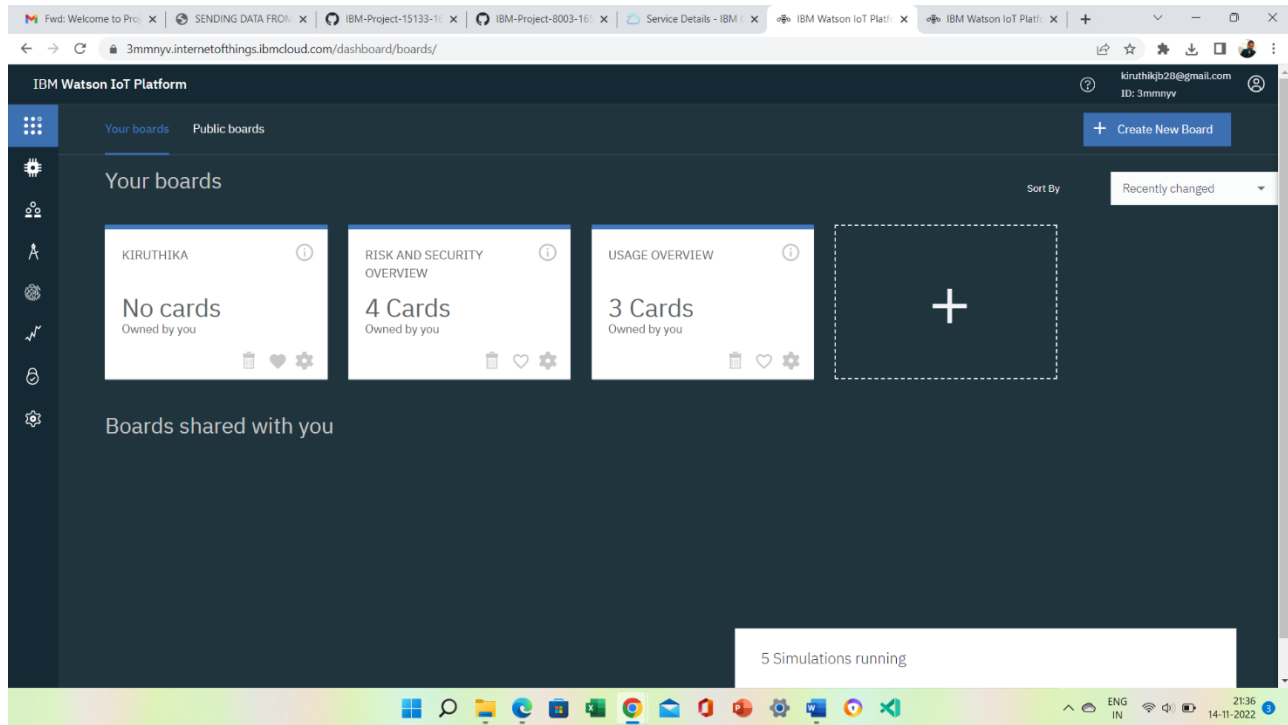 Fwd: Welcome to Proj
SENDING DATA FROM
IBM-Project-15133-16
IBM-Project-8003-165
Service Details - IBM C
IBM Watson IoT Platfo
IBM Watson IoT Platfo
3mmnyv.internetofthings.ibmcloud.com/dashboard/boards/
IBM Watson IoT Platform
kiruthikjb28@gmail.com
ID: 3mmnyv
Your boards Public boards
+ Create New Board
Your boards
Sort By Recently changed
KIRUTHIKA
No cards
Owned by you
RISK AND SECURITY
OVERVIEW
4 Cards
Owned by you
USAGE OVERVIEW
3 Cards
Owned by you
Boards shared with you
5 Simulations running
ENG
IN
21:36
14-11-2022
3